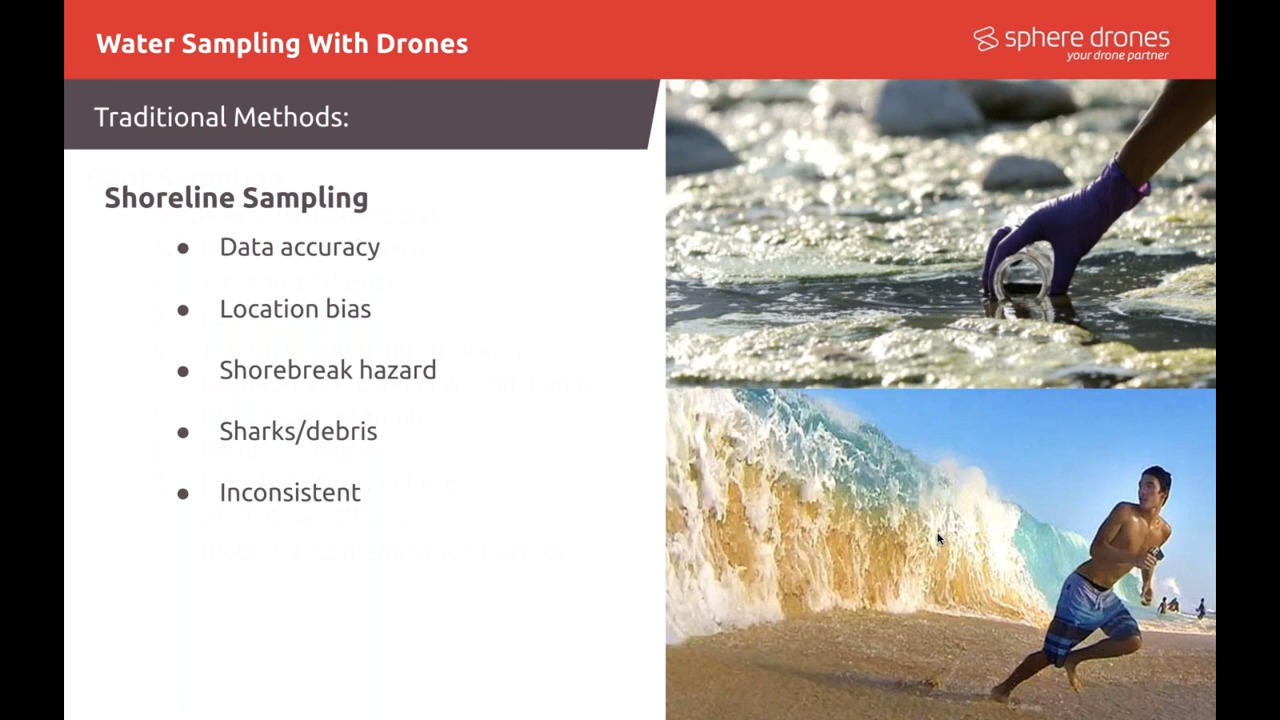 Water Sampling With Drones
sphere drones
your drone partner
Traditional Methods:
Shoreline Sampling
● Data accuracy
● Location bias
● Shorebreak hazard
● Sharks/debris
● Inconsistent